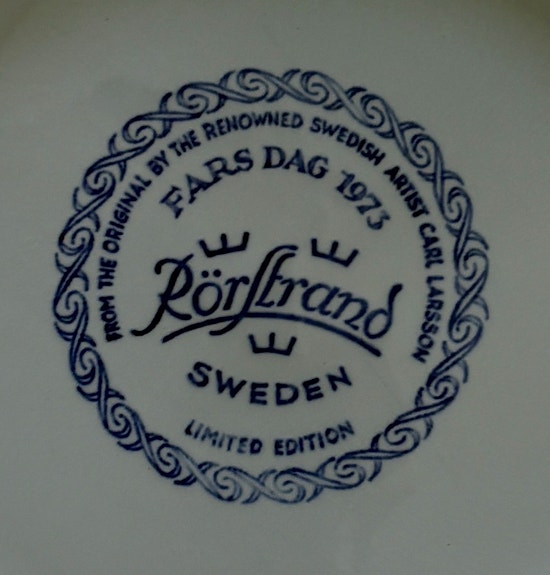 FROM THE ORIGINAL BY THE RENOWNED SWEDISH ARTIST CARL LARSSON
FARS DAG 1973
Rörstrand
SWEDEN
LIMITED EDITION